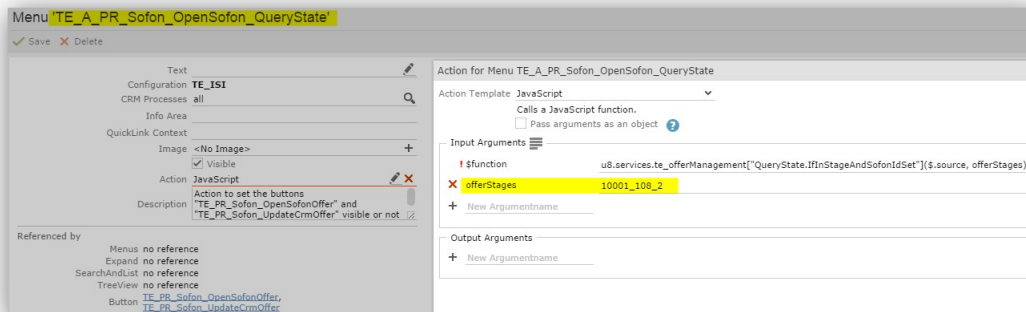 Menu 'TE_A_PR_Sofon_OpenSofon_QueryState'
Save Delete
Text
Configuration TE_ISI
CRM Processes all
Info Area
QuickLink Context
Image <No Image>
Visible
Action JavaScript
Description Action to set the buttons
"TE_PR_Sofon_OpenSofonOffer" and
"TE_PR_Sofon_UpdateCrmOffer" visible or not
Referenced by
Menus no reference
Expand no reference
SearchAndList no reference
TreeView no reference
Button TE_PR_Sofon_OpenSofonOffer,
TE_PR_Sofon_UpdateCrmOffer
Action for Menu TE_A_PR_Sofon_OpenSofon_QueryState
Action Template JavaScript
Calls a JavaScript function.
Pass arguments as an object ?
Input Arguments
! $function u8.services.te_offerManagement["QueryState.IfInStageAndSofonIdSet"]($.source, offerStages)
offerStages 10001_108_2
+ New Argumentname
Output Arguments
+ New Argumentname